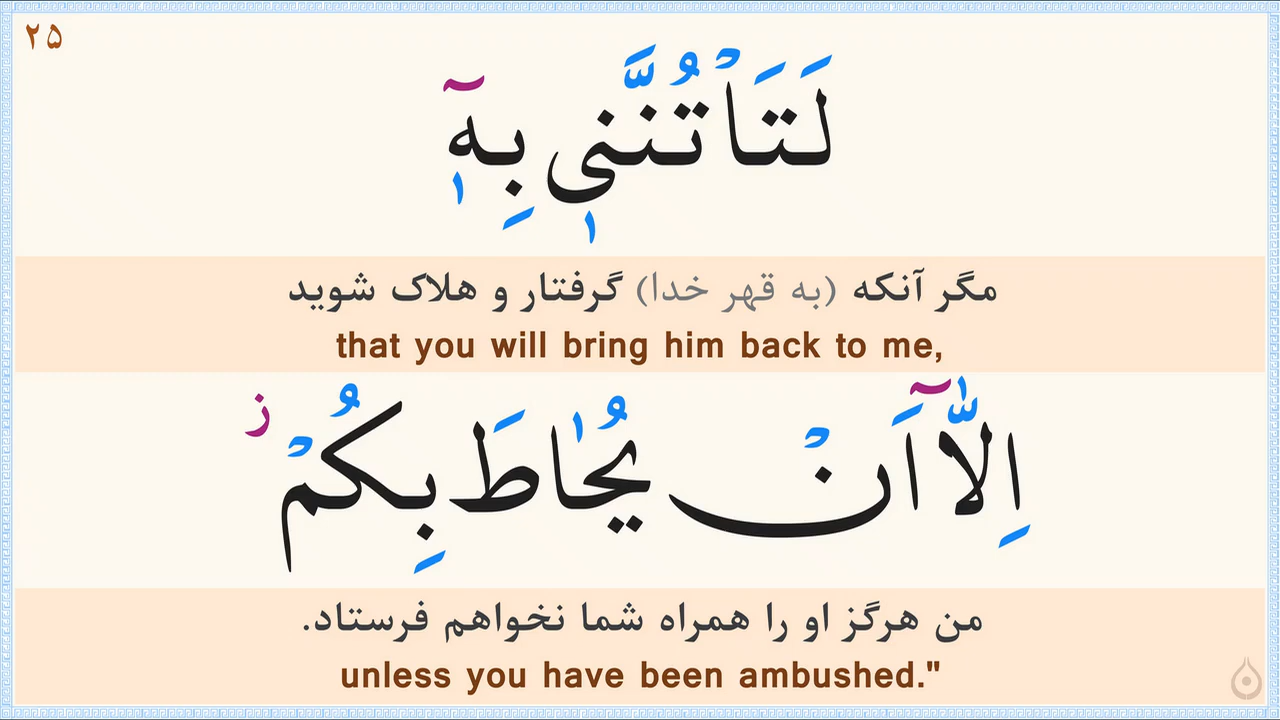 ۲۵
لَتَاْتُنَّنٖی بِهٖٓ
مگر آنکه (به قهر خدا) گرفتار و هلاک شوید
that you will bring him back to me,
اِلّٰآ اَنْ یُحٰاطَ بِکُمْ ز
من هرگز او را همراه شما نخواهم فرستاد.
unless you have been ambushed."